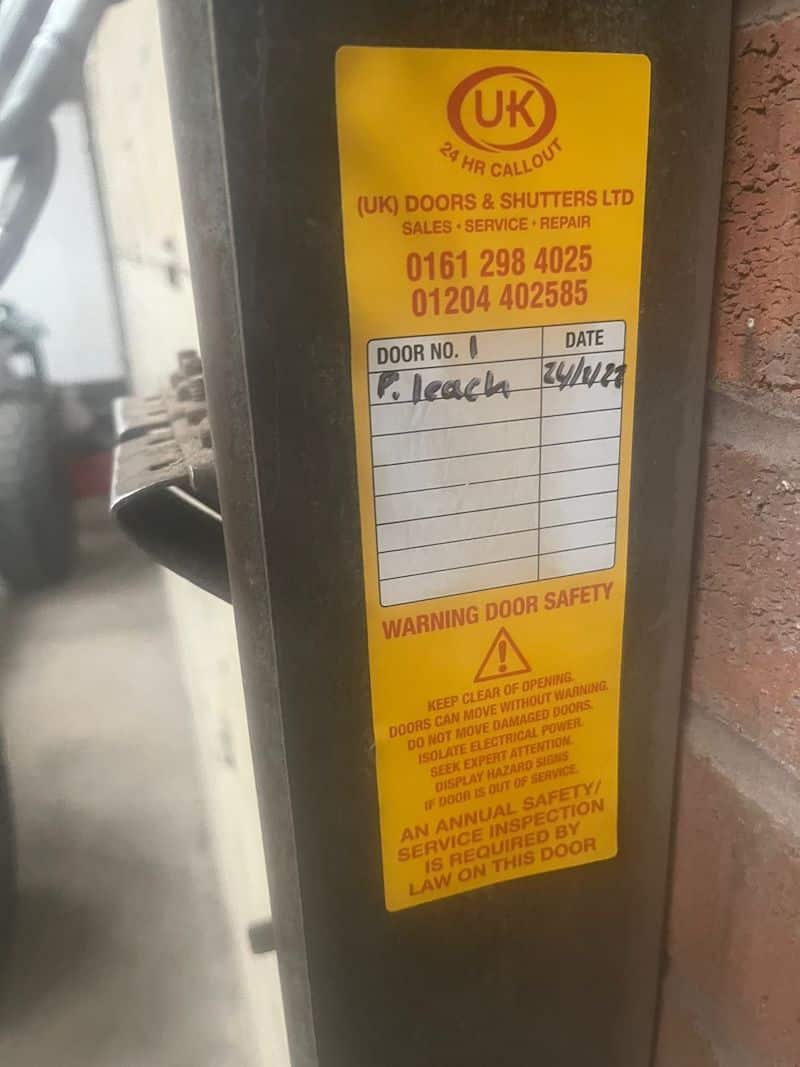 UK
24 HR CALLOUT
(UK) DOORS & SHUTTERS LTD
SALES • SERVICE • REPAIR
0161 298 4025
01204 402585
DOOR NO. 1 DATE
P. leach
WARNING DOOR SAFETY
KEEP CLEAR OF OPENING.
DOORS CAN MOVE WITHOUT WARNING.
DO NOT MOVE DAMAGED DOORS.
ISOLATE ELECTRICAL POWER.
SEEK EXPERT ATTENTION.
DISPLAY HAZARD SIGNS
IF DOOR IS OUT OF SERVICE.
AN ANNUAL SAFETY/
SERVICE INSPECTION
IS REQUIRED BY
LAW ON THIS DOOR